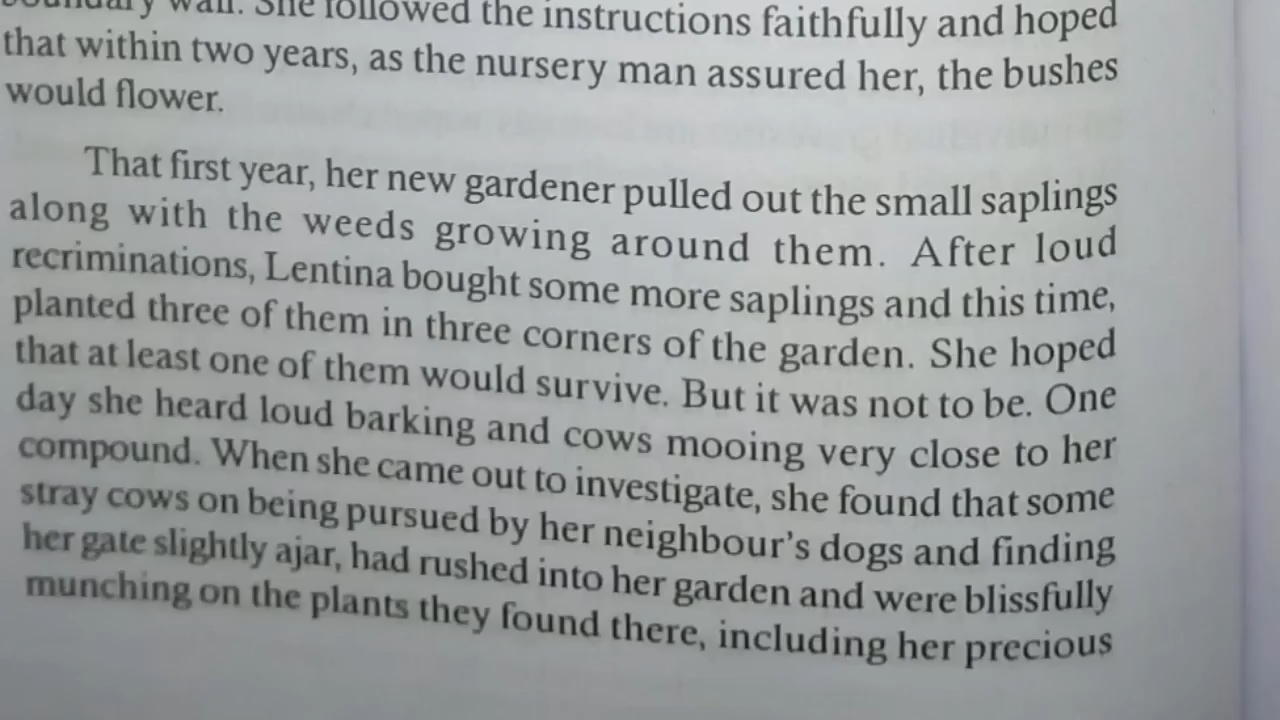 boundary wall. She followed the instructions faithfully and hoped
that within two years, as the nursery man assured her, the bushes
would flower.
That first year, her new gardener pulled out the small saplings
along with the weeds growing around them. After loud
recriminations, Lentina bought some more saplings and this time,
planted three of them in three corners of the garden. She hoped
that at least one of them would survive. But it was not to be. One
day she heard loud barking and cows mooing very close to her
compound. When she came out to investigate, she found that some
stray cows on being pursued by her neighbour's dogs and finding
her gate slightly ajar, had rushed into her garden and were blissfully
munching on the plants they found there, including her precious